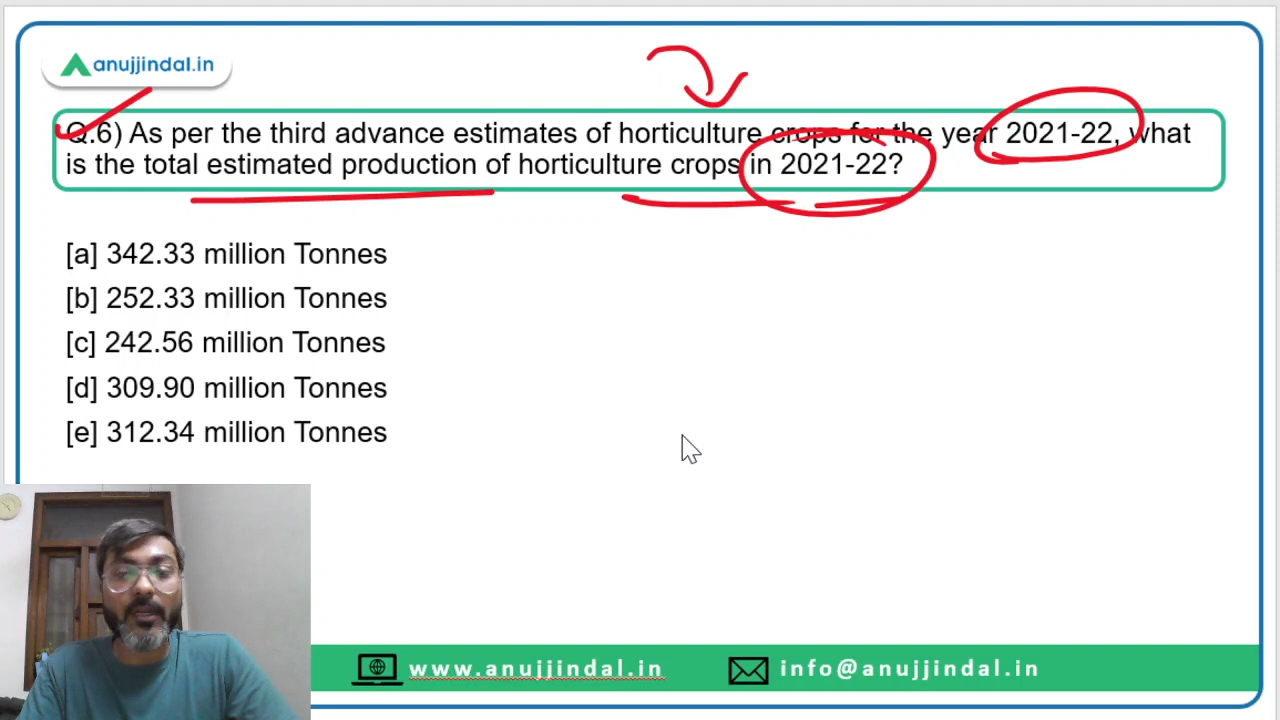 anujjindal.in
Q.6) As per the third advance estimates of horticulture crops for the year 2021-22, what
is the total estimated production of horticulture crops in 2021-22?
[a] 342.33 million Tonnes
[b] 252.33 million Tonnes
[c] 242.56 million Tonnes
[d] 309.90 million Tonnes
[e] 312.34 million Tonnes
www.anujjindal.in info@anujjindal.in